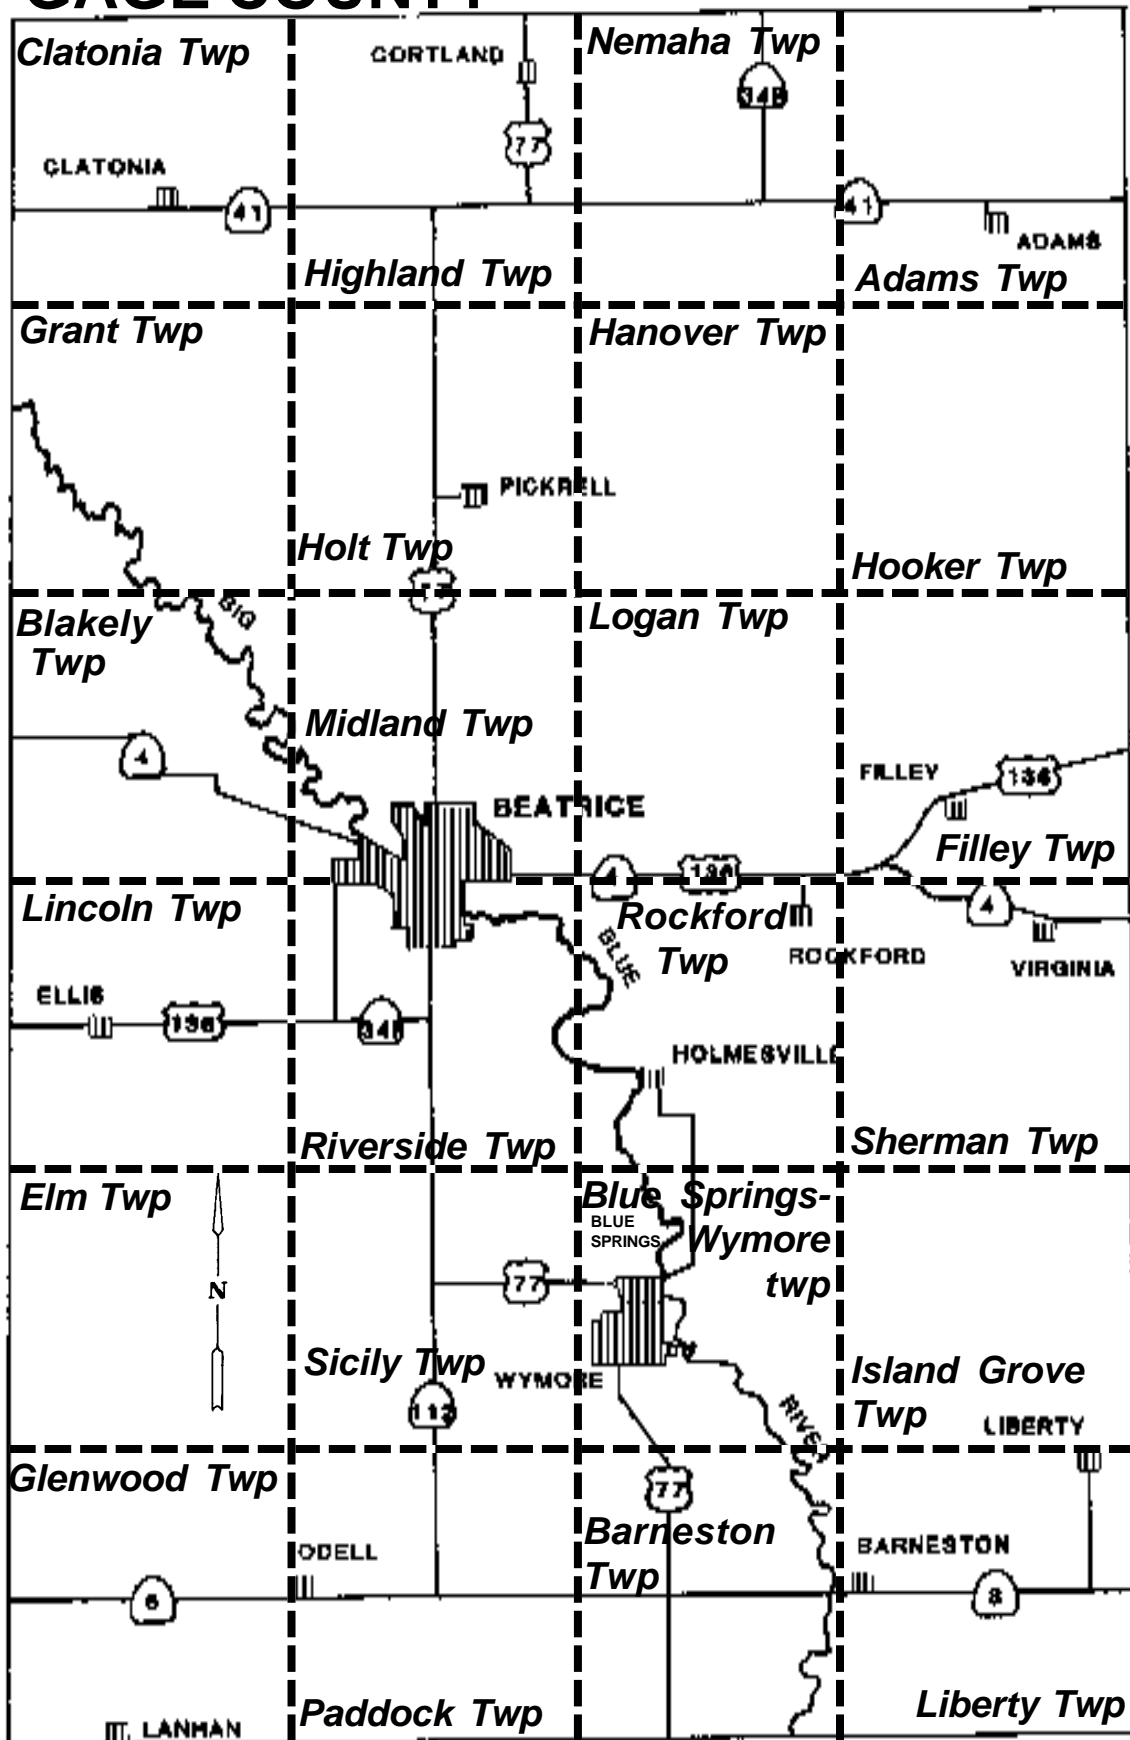 GAGE COUNTY
Clatonia Twp
CORTLAND
Nemaha Twp
34B
77
CLATONIA
41
41
ADAMS
Highland Twp
Adams Twp
Grant Twp
Hanover Twp
PICKRELL
Holt Twp
Hooker Twp
77
BIG
Blakely
Twp
Logan Twp
Midland Twp
4
FILLEY
136
BEATRICE
Filley Twp
4
136
Lincoln Twp
Rockford
Twp
4
BLUE
ROCKFORD
VIRGINIA
ELLIS
136
HOLMESVILLE
Riverside Twp
Sherman Twp
Elm Twp
Blue Springs-
Wymore
twp
BLUE
SPRINGS
N
77
Sicily Twp
WYMORE
Island Grove
Twp
112
RIVER
LIBERTY
Glenwood Twp
77
Barneston
Twp
ODELL
BARNESTON
8
Paddock Twp
Liberty Twp
LANHAN